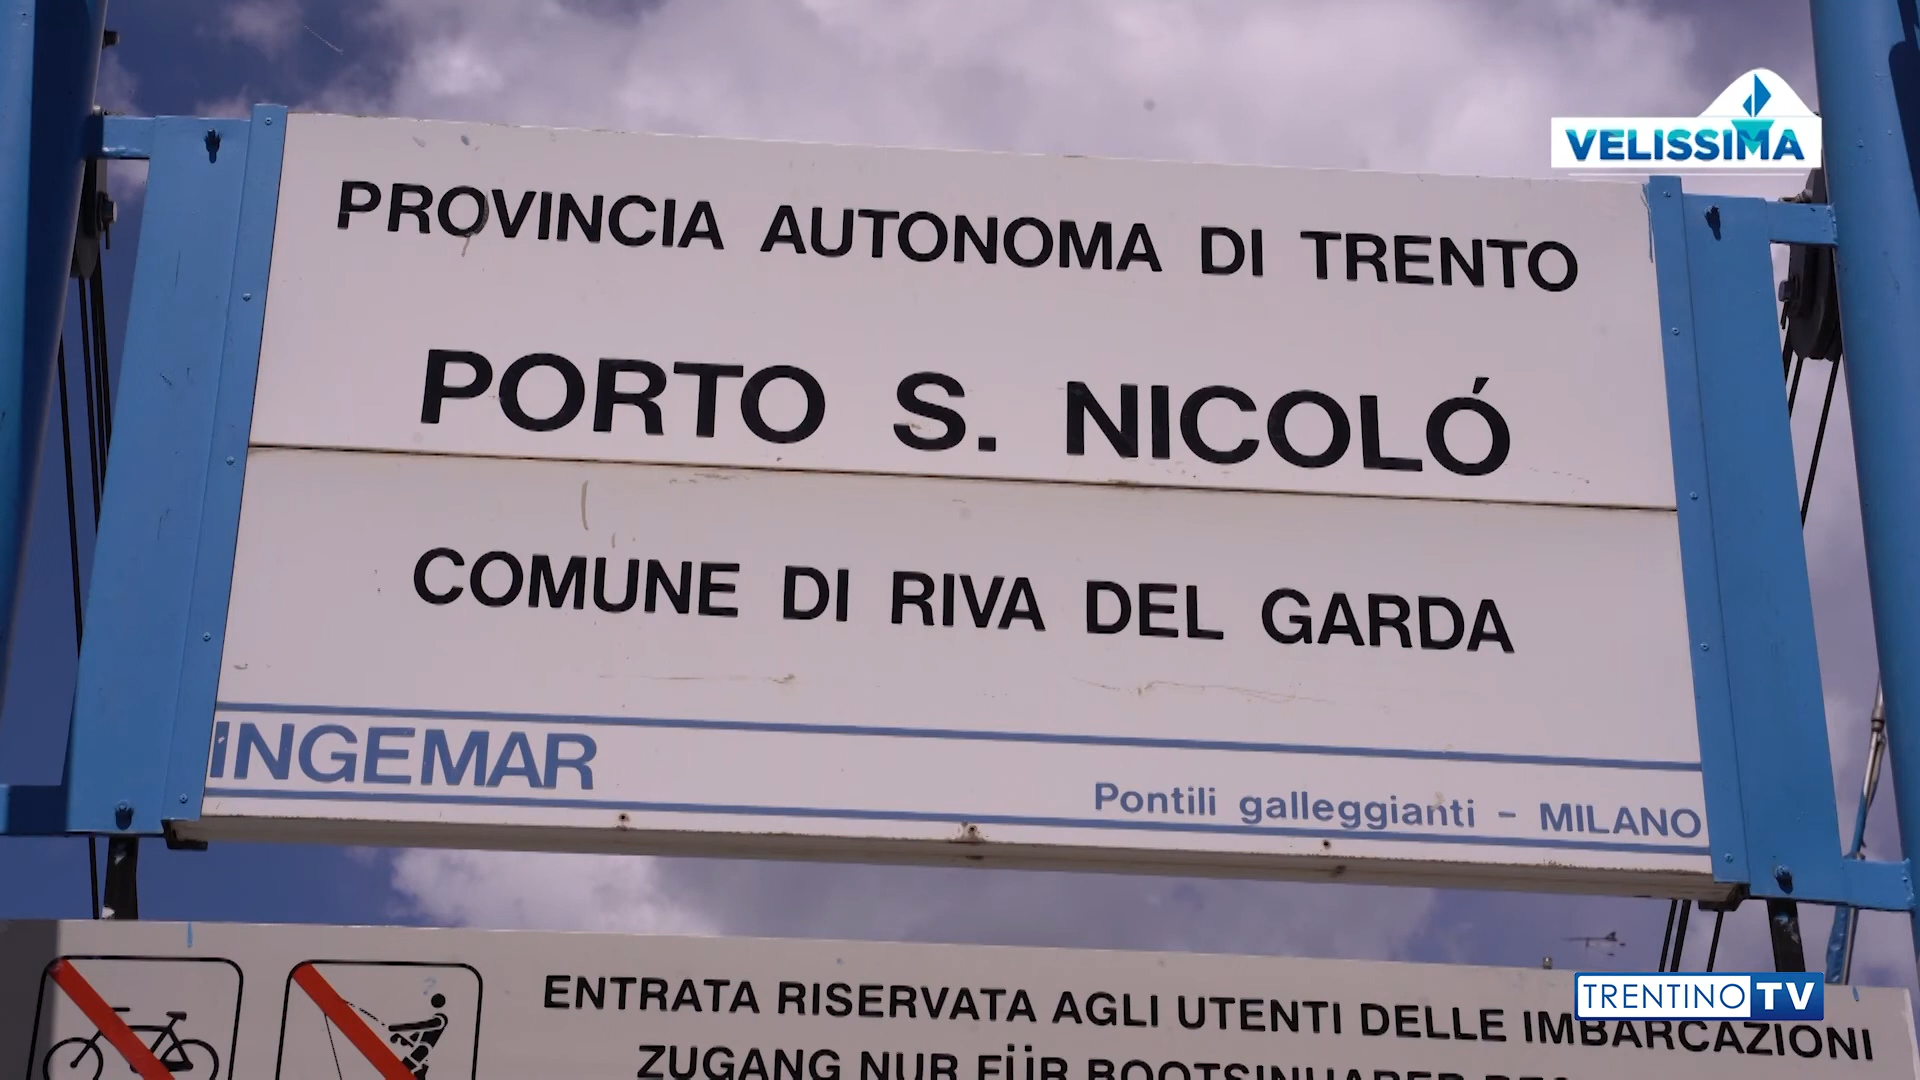 VELISSIMA
PROVINCIA AUTONOMA DI TRENTO
PORTO S. NICOLÓ
COMUNE DI RIVA DEL GARDA
INGEMAR
Pontili galleggianti - MILANO
ENTRATA RISERVATA AGLI UTENTI DELLE IMBARCAZIONI
ZUGANG NUR FÜR BOOTSINHABER
TRENTINO TV